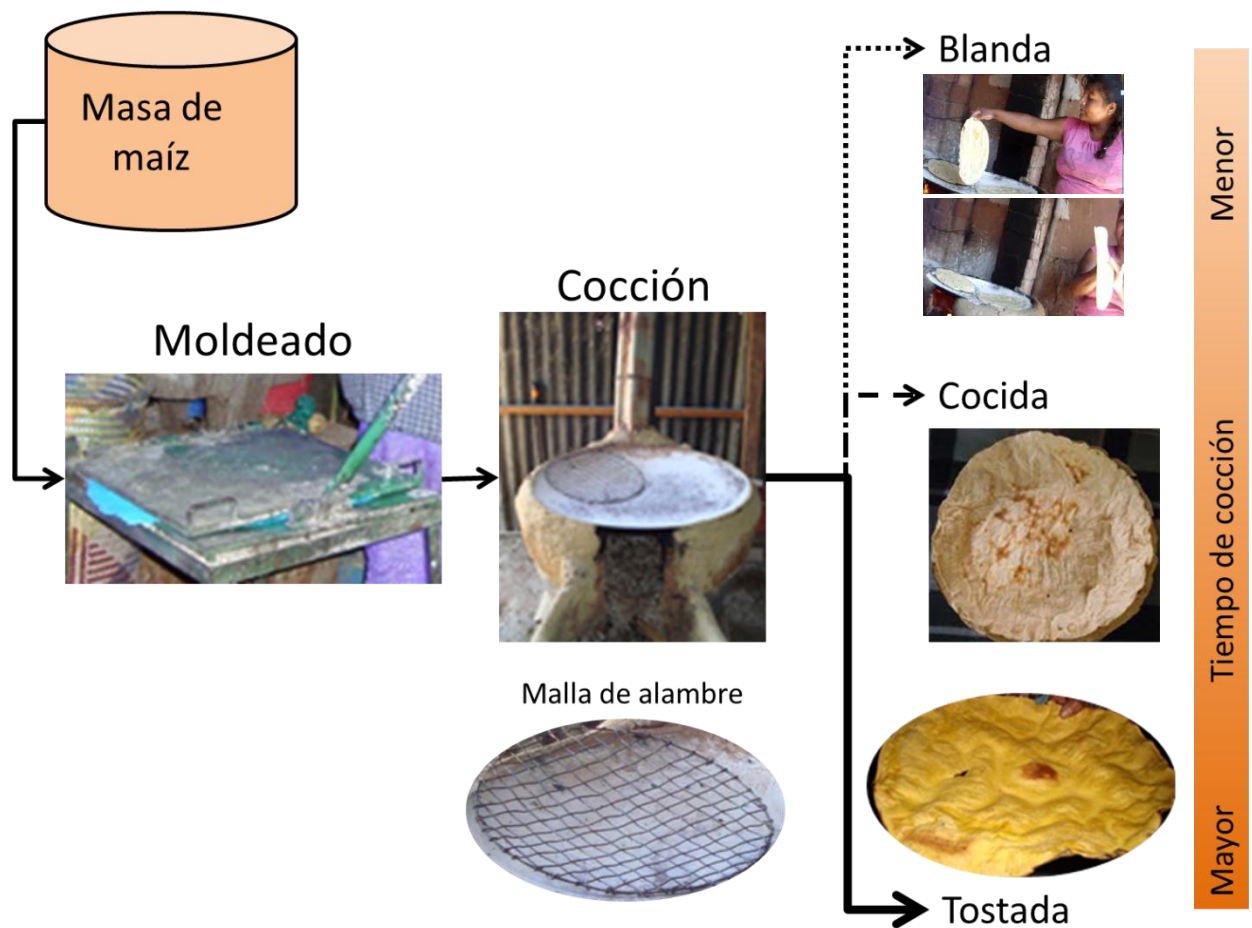 Masa de
maíz
Moldeado
Cocción
Malla de alambre
Blanda
Cocida
Tostada
Menor
Tiempo de cocción
Mayor